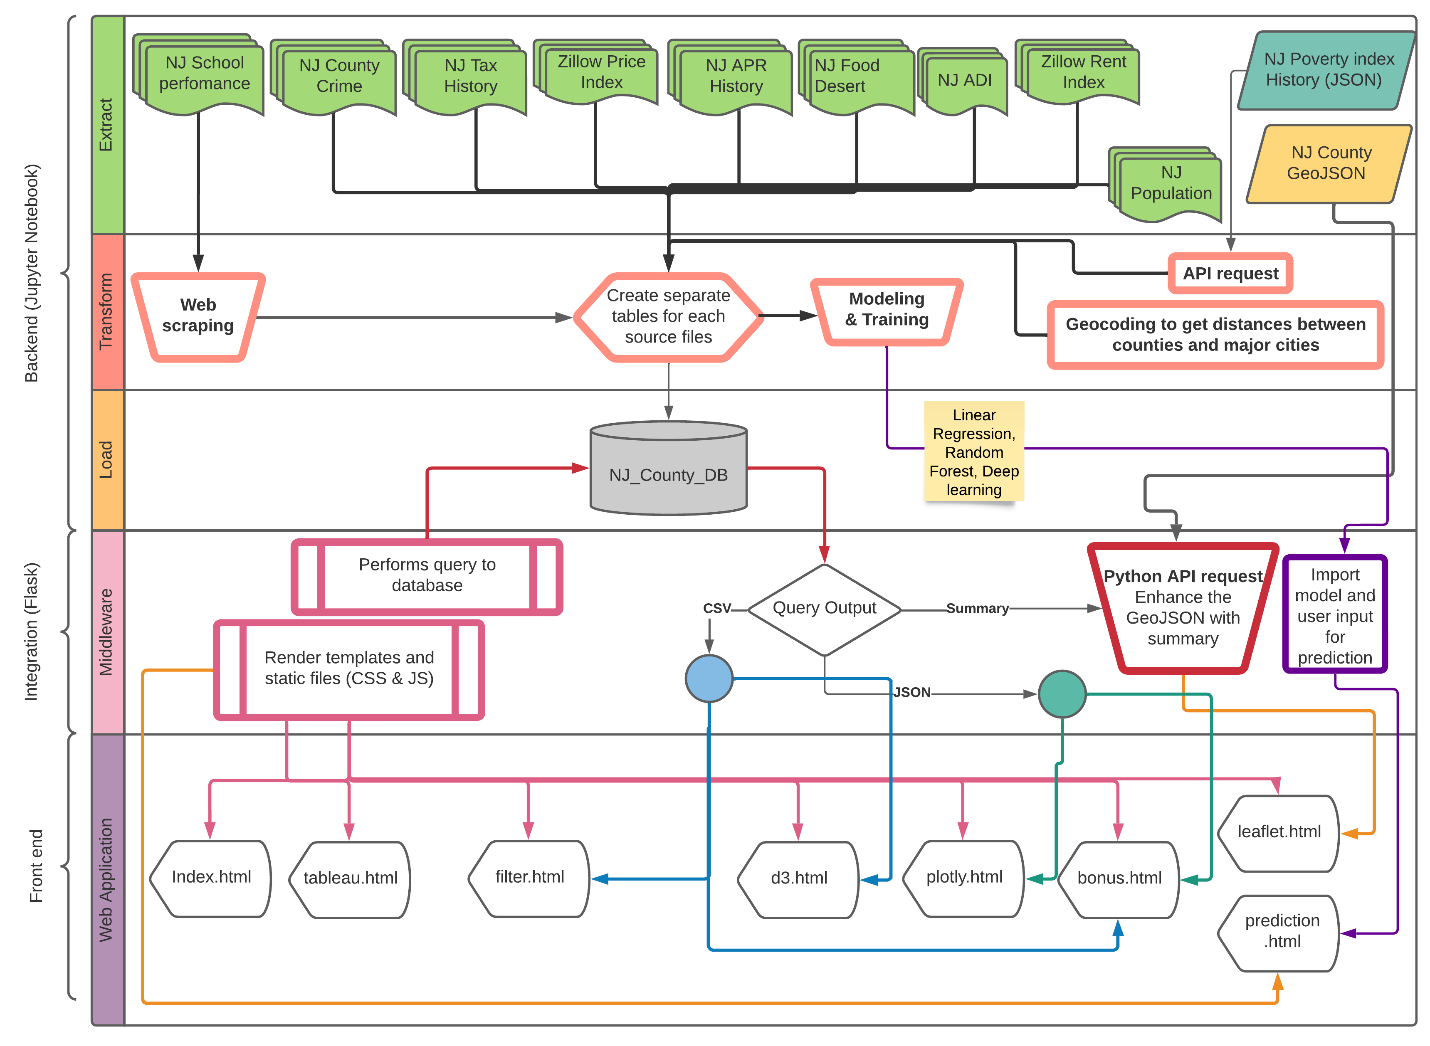 Backend (Jupyter Notebook)
Integration (Flask)
Front end
Extract
NJ School
perfomance
NJ County
Crime
NJ Tax
History
Zillow Price
Index
NJ APR
History
NJ Food
Desert
NJ ADI
Zillow Rent
Index
NJ Poverty index
History (JSON)
NJ
Population
NJ County
GeoJSON
Transform
Web
scraping
Create separate
tables for each
source files
Modeling
& Training
API request
Geocoding to get distances between
counties and major cities
Load
NJ_County_DB
Linear
Regression,
Random
Forest, Deep
learning
Middleware
Performs query to
database
Render templates and
static files (CSS & JS)
Query Output
CSV
Summary
JSON
Python API request
Enhance the
GeoJSON with
summary
Import
model and
user input
for
prediction
Web Application
Index.html
tableau.html
filter.html
d3.html
plotly.html
bonus.html
leaflet.html
prediction
.html